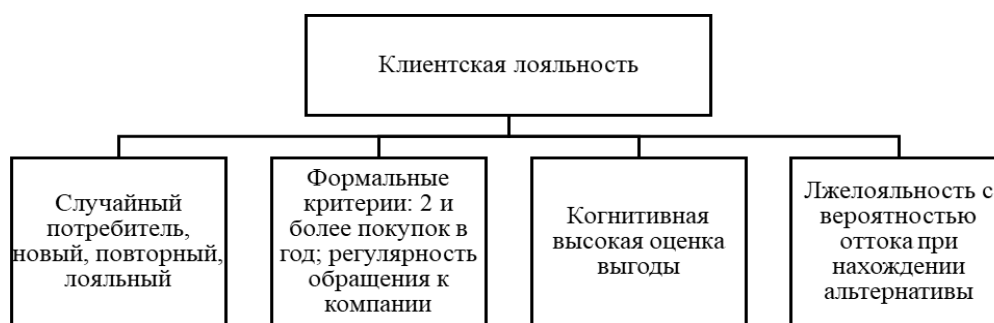 Клиентская лояльность
Случайный
потребитель,
новый, повторный,
лояльный
Формальные
критерии: 2 и
более покупок в
год; регулярность
обращения к
компании
Когнитивная
высокая оценка
выгоды
Лжелояльность с
вероятностью
оттока при
нахождении
альтернативы